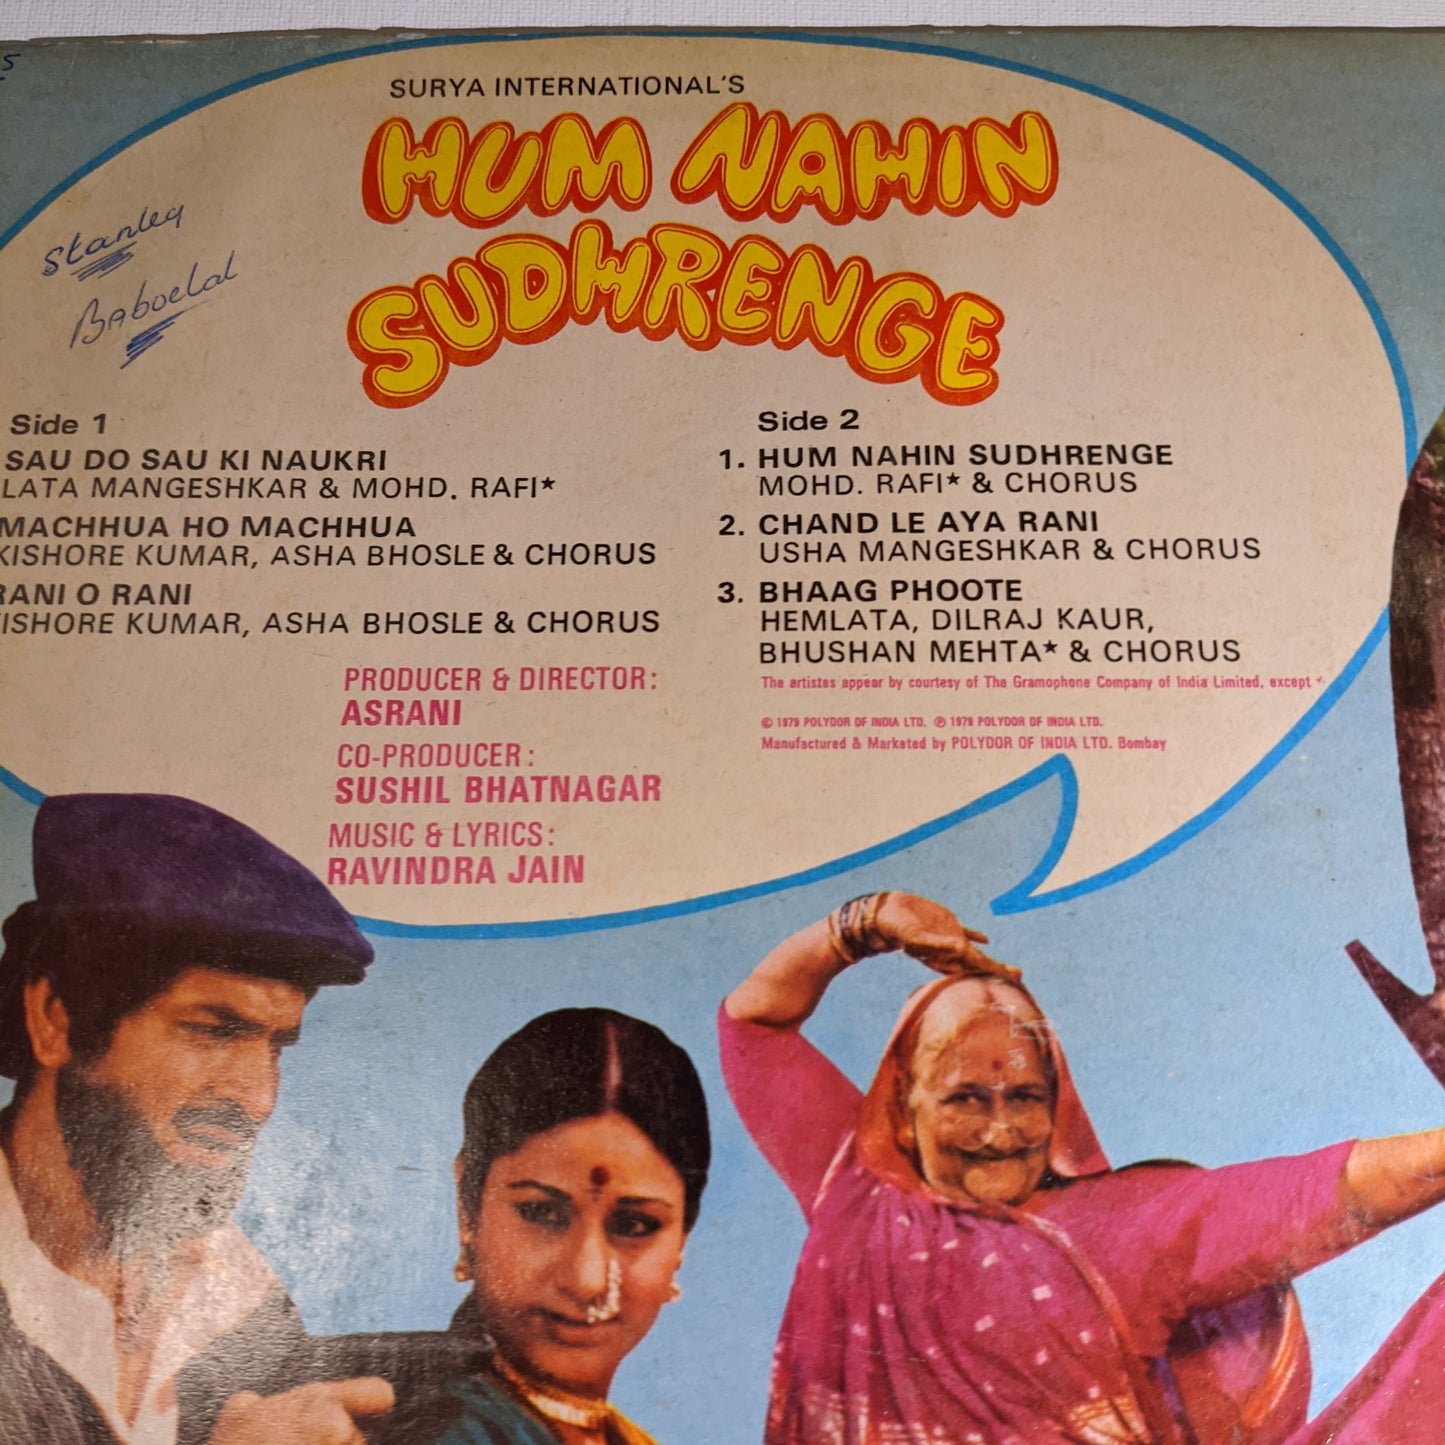 SURYA INTERNATIONAL'S
HUM NAHIN
SUDHRENGE
Stanley
Baboelal
Side 1
SAU DO SAU KI NAUKRI
LATA MANGESHKAR & MOHD. RAFI★
MACHHUA HO MACHHUA
KISHORE KUMAR, ASHA BHOSLE & CHORUS
RANI O RANI
KISHORE KUMAR, ASHA BHOSLE & CHORUS
PRODUCER & DIRECTOR:
ASRANI
CO-PRODUCER:
SUSHIL BHATNAGAR
MUSIC & LYRICS:
RAVINDRA JAIN
Side 2
1. HUM NAHIN SUDHRENGE
MOHD. RAFI★ & CHORUS
2. CHAND LE AYA RANI
USHA MANGESHKAR & CHORUS
3. BHAAG PHOOTE
HEMLATA, DILRAJ KAUR,
BHUSHAN MEHTA★ & CHORUS
The artistes appear by courtesy of The Gramophone Company of India Limited, except ★
© 1979 POLYDOR OF INDIA LTD. ℗ 1979 POLYDOR OF INDIA LTD.
Manufactured & Marketed by POLYDOR OF INDIA LTD. Bombay